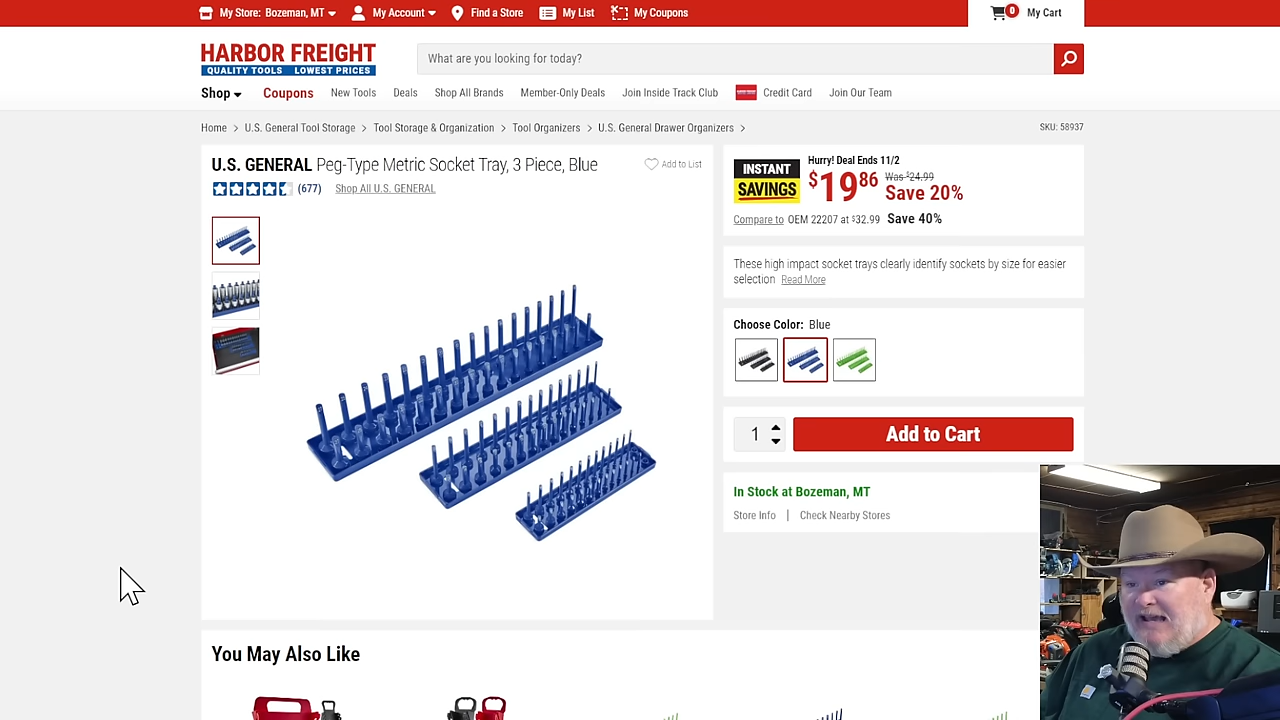 My Store: Bozeman, MT My Account Find a Store My List My Coupons 0 My Cart
HARBOR FREIGHT
QUALITY TOOLS LOWEST PRICES
What are you looking for today?
Shop Coupons New Tools Deals Shop All Brands Member-Only Deals Join Inside Track Club Credit Card Join Our Team
Home > U.S. General Tool Storage > Tool Storage & Organization > Tool Organizers > U.S. General Drawer Organizers >
SKU: 58937
U.S. GENERAL Peg-Type Metric Socket Tray, 3 Piece, Blue
Add to List
(677) Shop All U.S. GENERAL
INSTANT
SAVINGS
Hurry! Deal Ends 11/2
$19.86 Was $24.99
Save 20%
Compare to OEM 22207 at $32.99 Save 40%
These high impact socket trays clearly identify sockets by size for easier
selection Read More
Choose Color: Blue
1 Add to Cart
In Stock at Bozeman, MT
Store Info | Check Nearby Stores
You May Also Like